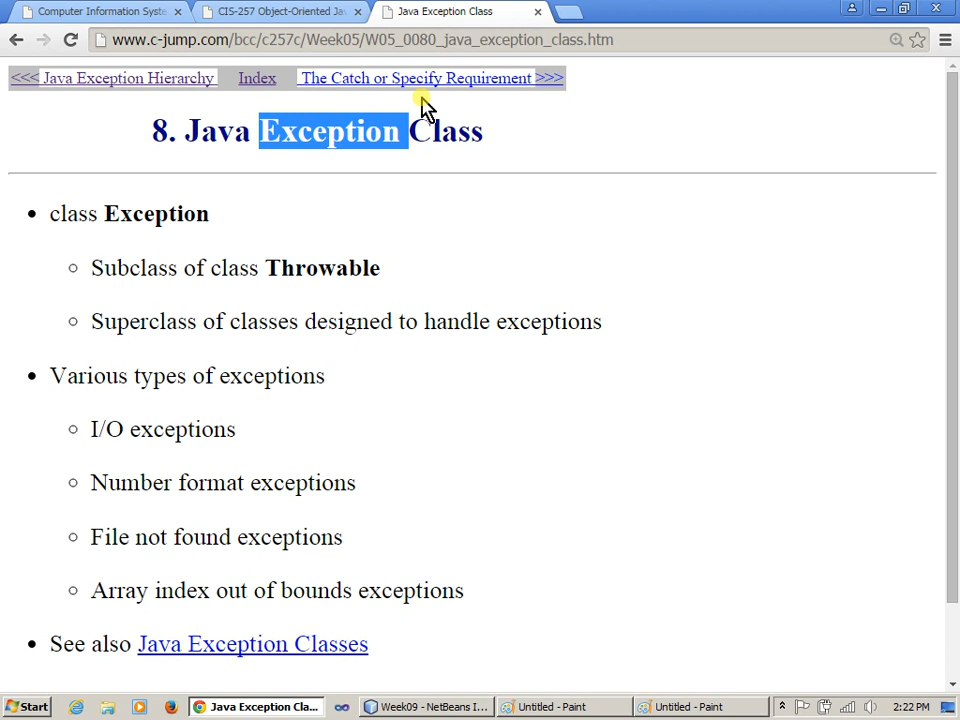 Computer Information Syste
CIS-257 Object-Oriented Jav
Java Exception Class
www.c-jump.com/bcc/c257c/Week05/W05_0080_java_exception_class.htm
<<< Java Exception Hierarchy Index The Catch or Specify Requirement >>>
8. Java Exception Class
class Exception
Subclass of class Throwable
Superclass of classes designed to handle exceptions
Various types of exceptions
I/O exceptions
Number format exceptions
File not found exceptions
Array index out of bounds exceptions
See also Java Exception Classes
Start
Java Exception Cla...
Week09 - NetBeans I...
Untitled - Paint
Untitled - Paint
2:22 PM